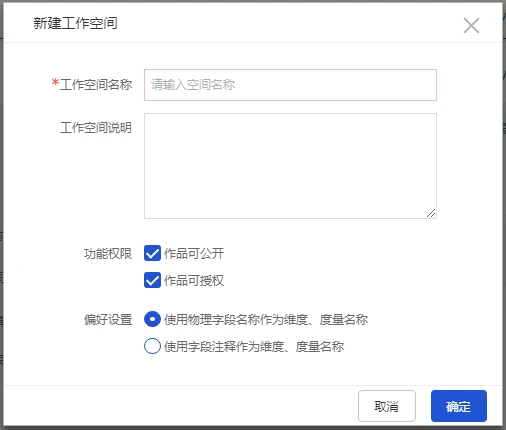 新建工作空间
*工作空间名称 请输入空间名称
工作空间说明
功能权限 作品可公开
作品可授权
偏好设置 使用物理字段名称作为维度、度量名称
使用字段注释作为维度、度量名称
取消 确定